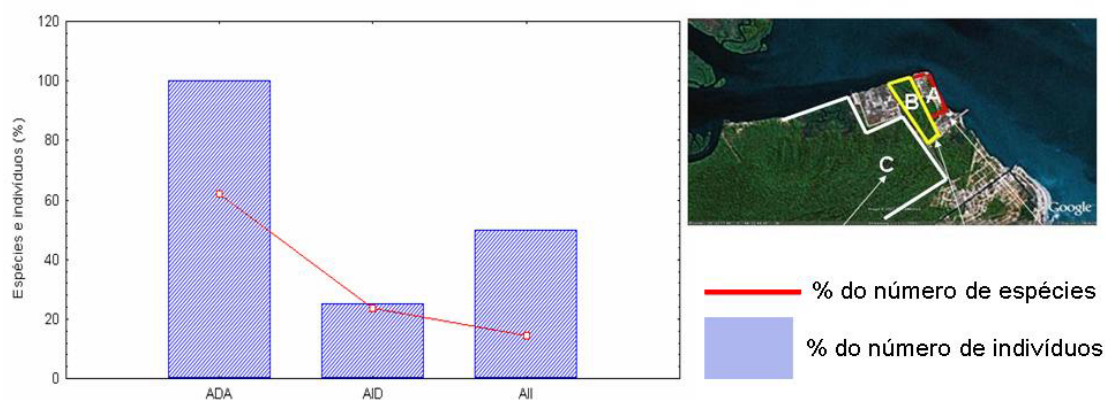 Espécies e indivíduos (%)
120
100
80
60
40
20
0
ADA
AID
AII
A
B
C
Google
% do número de espécies
% do número de indivíduos